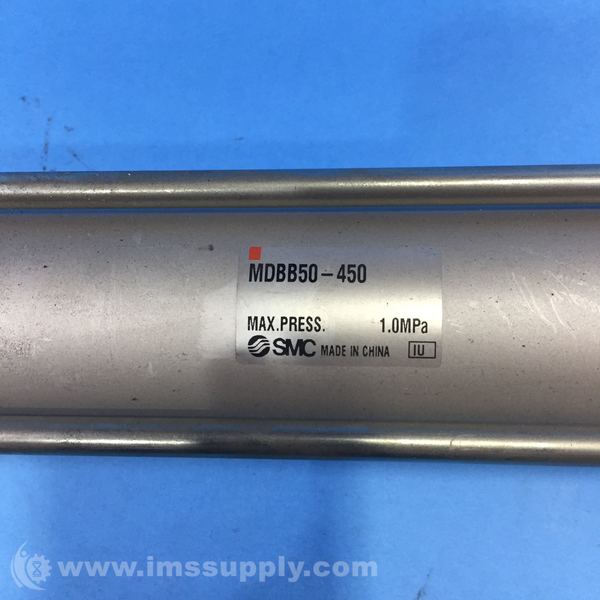 MDBB50-450
MAX.PRESS. 1.0MPa
SMC MADE IN CHINA IU
www.imssupply.com